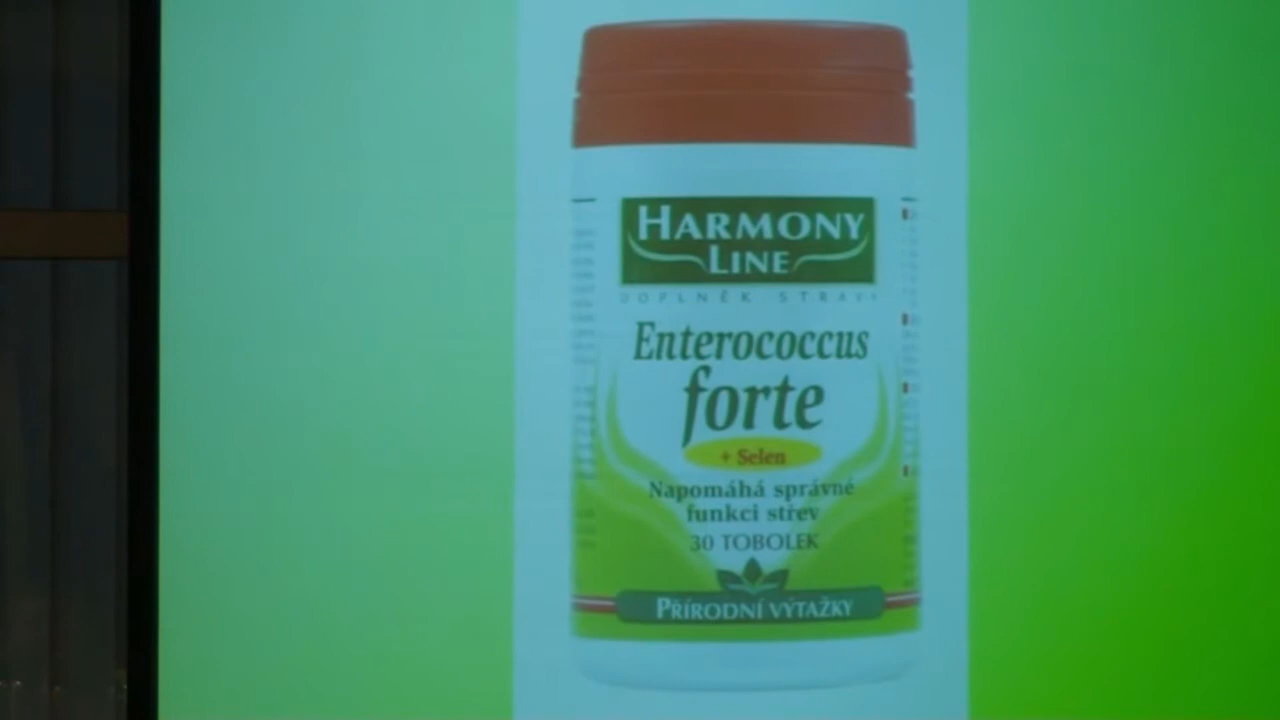 HARMONY
LINE
DOPLNĚK STRAVY
Enterococcus
forte
+ Selen
Napomáhá správné
funkci střev
30 TOBOLEK
PŘÍRODNÍ VÝTAŽKY